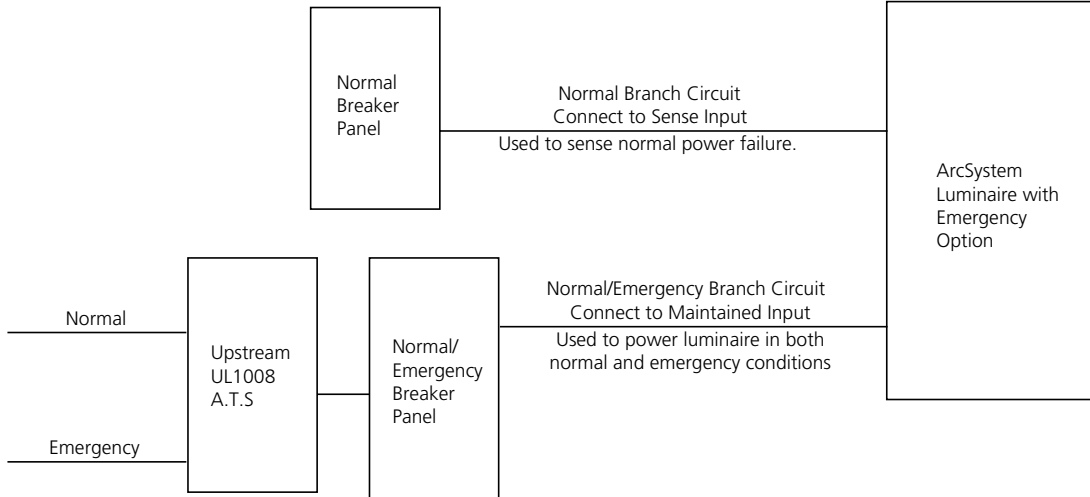 Normal
Breaker
Panel
Normal Branch Circuit
Connect to Sense Input
Used to sense normal power failure.
ArcSystem
Luminaire with
Emergency
Option
Normal
Emergency
Upstream
UL1008
A.T.S
Normal/
Emergency
Breaker
Panel
Normal/Emergency Branch Circuit
Connect to Maintained Input
Used to power luminaire in both
normal and emergency conditions